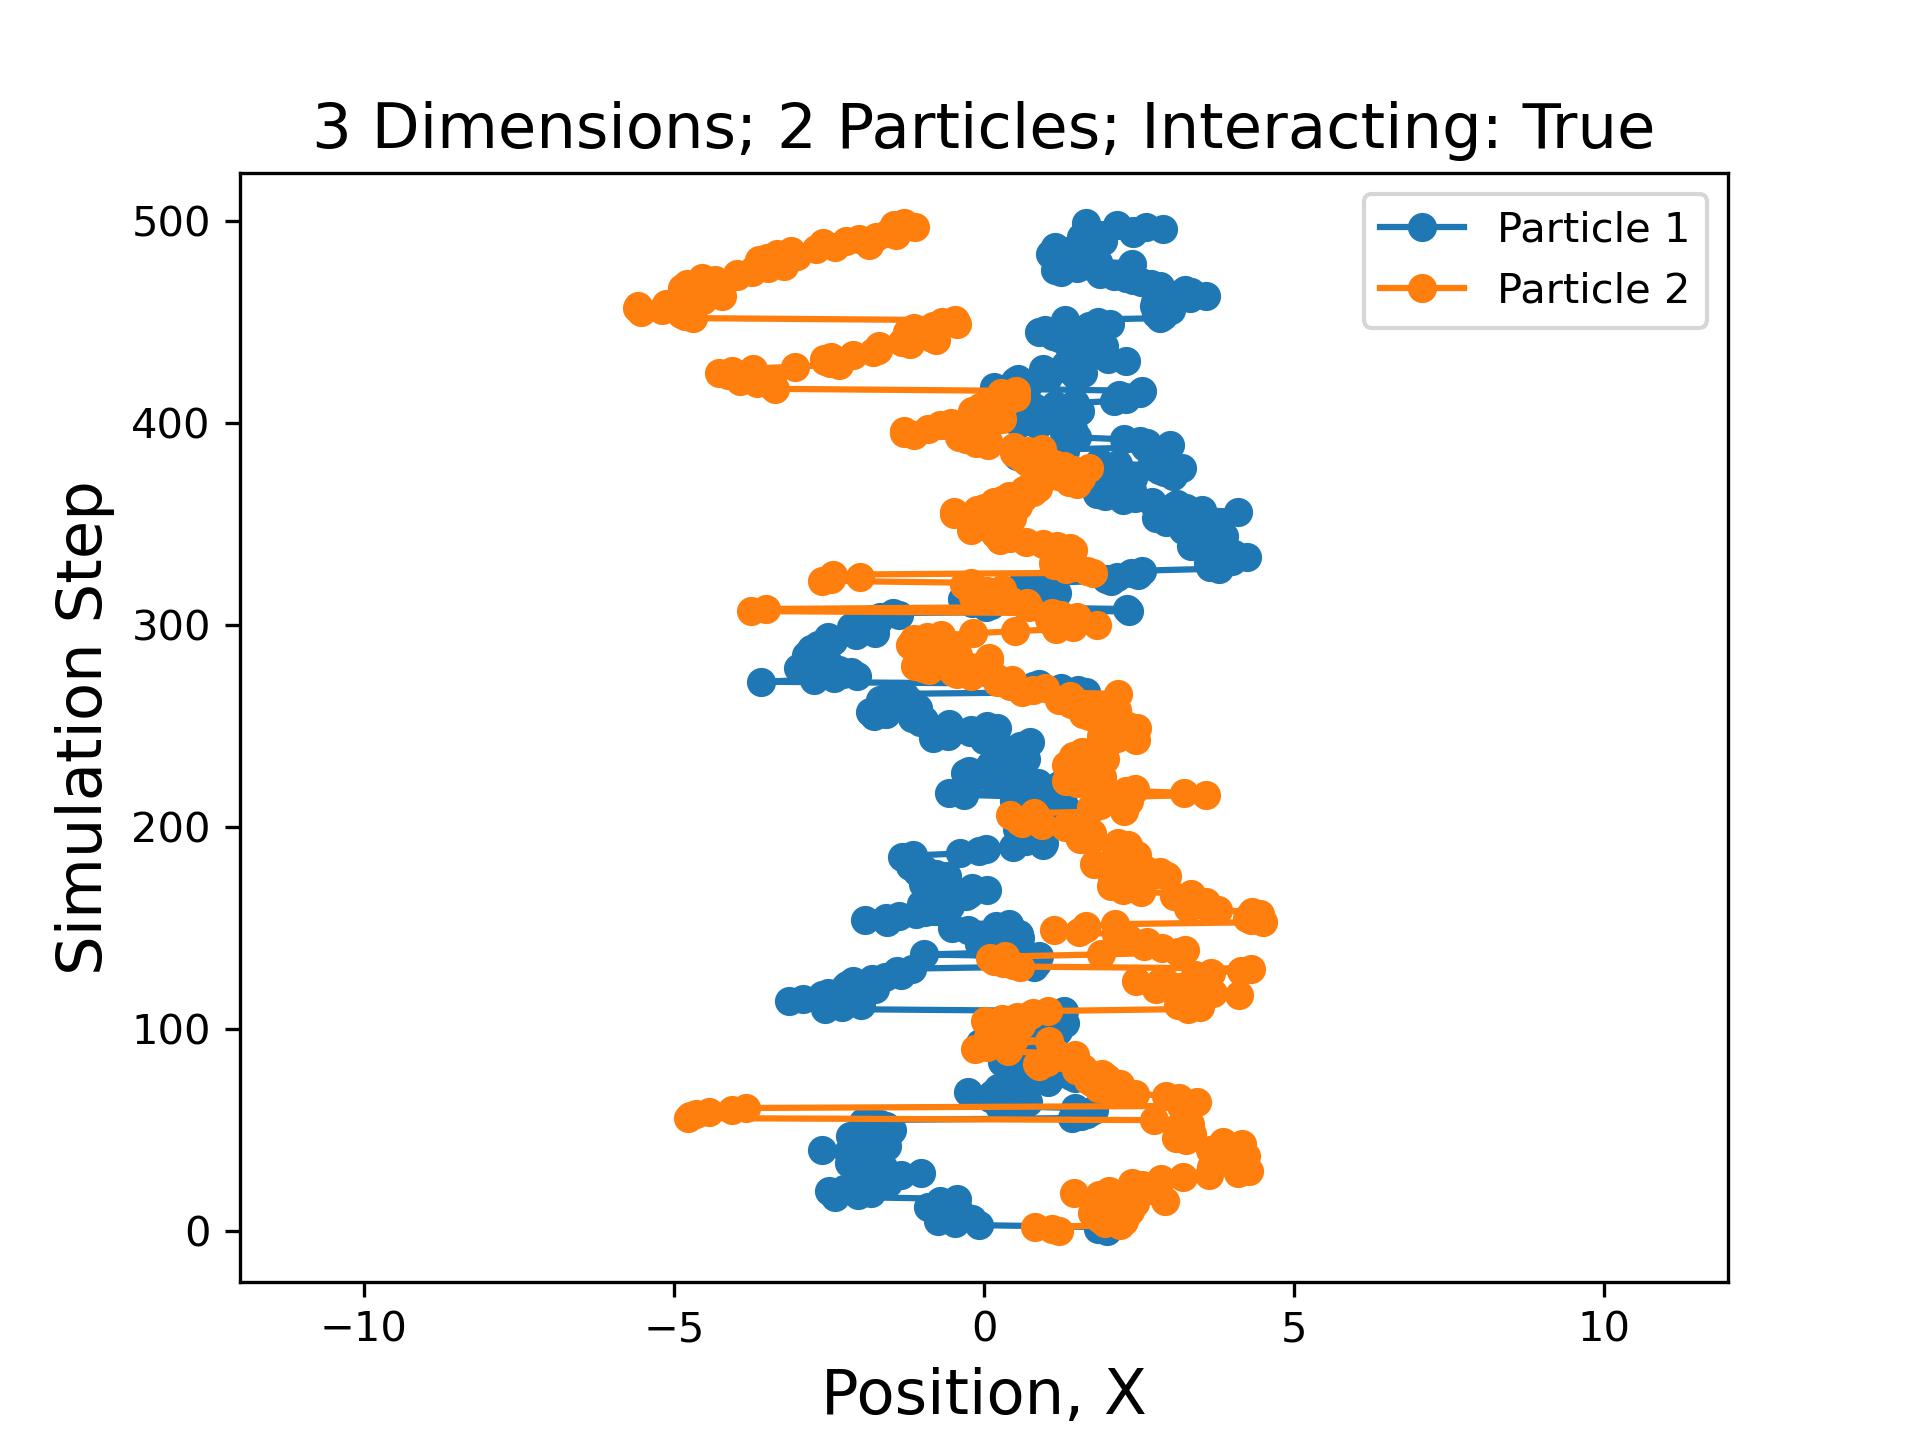 3 Dimensions; 2 Particles; Interacting: True
Particle 1
Particle 2
Simulation Step
500
400
300
200
100
0
−10
−5
0
5
10
Position, X